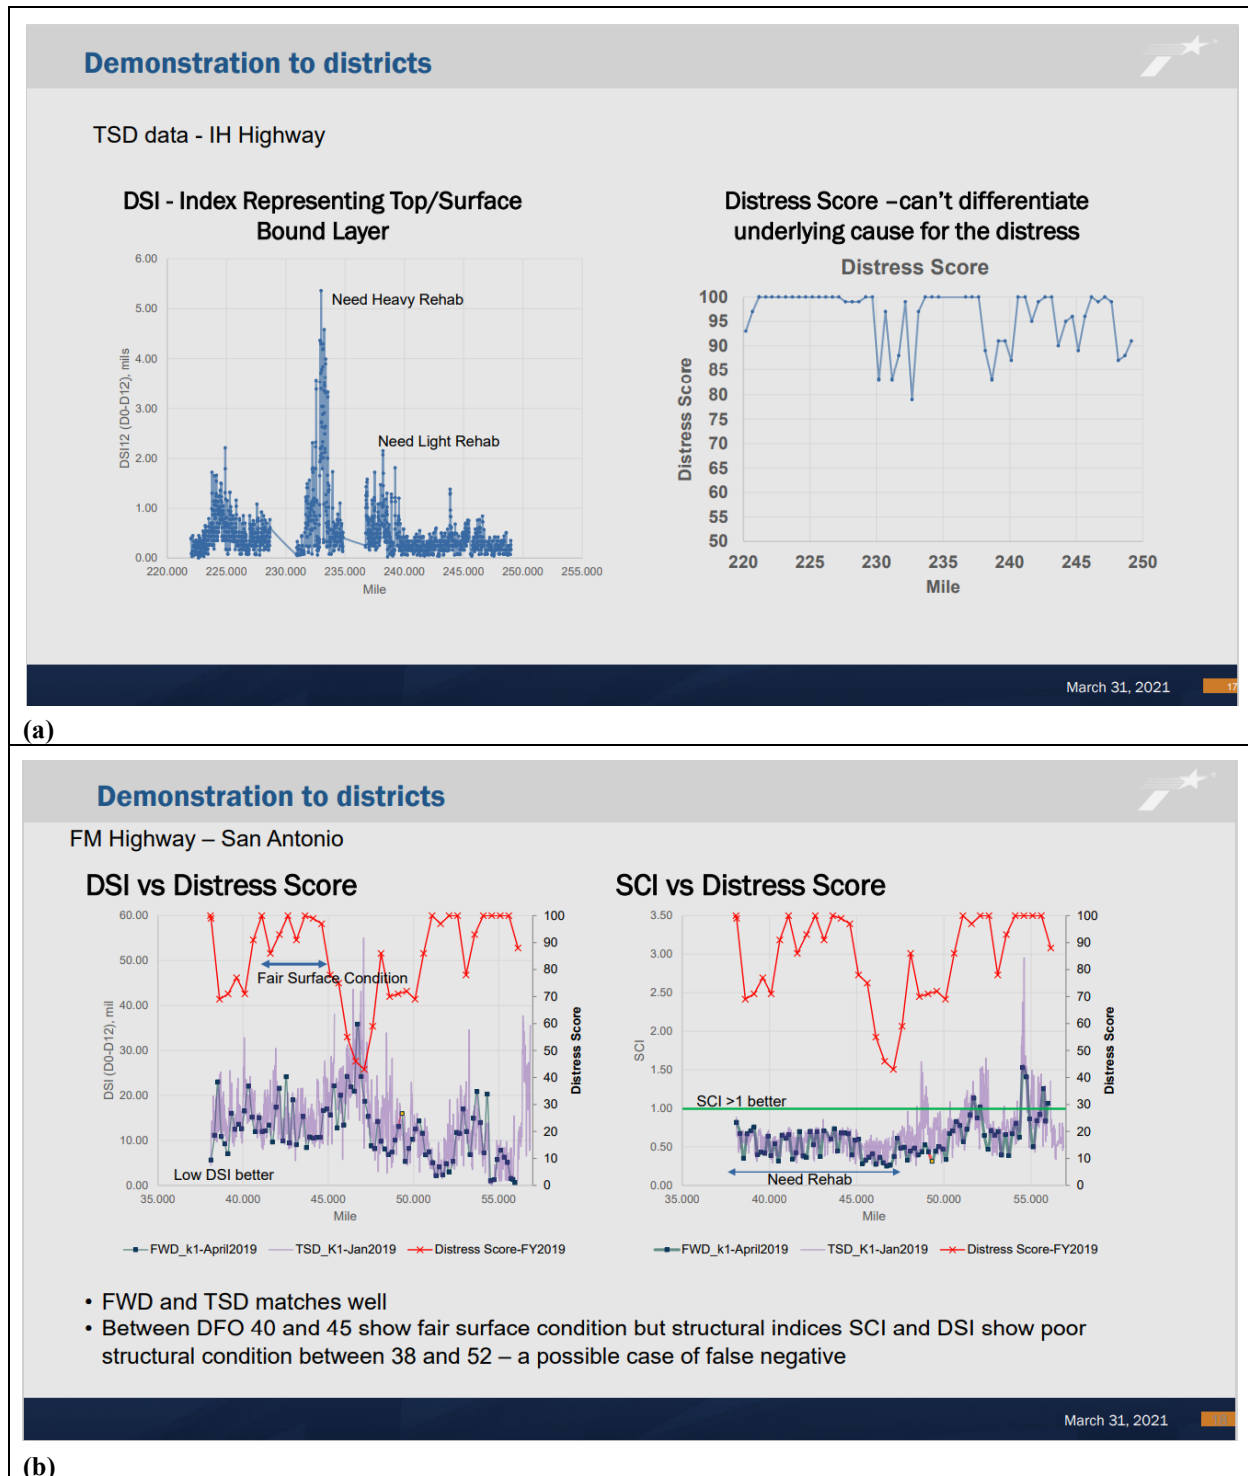 Demonstration to districts
TSD data - IH Highway
DSI - Index Representing Top/Surface
Bound Layer
6.00
5.00
4.00
3.00
2.00
1.00
0.00
DSI12 (D0-D12), mils
Need Heavy Rehab
Need Light Rehab
220.000 225.000 230.000 235.000 240.000 245.000 250.000 255.000
Mile
Distress Score –can't differentiate
underlying cause for the distress
Distress Score
100
95
90
85
80
75
70
65
60
55
50
Distress Score
220 225 230 235 240 245 250
Mile
March 31, 2021
17
(a)
Demonstration to districts
FM Highway – San Antonio
DSI vs Distress Score
60.00
50.00
40.00
30.00
20.00
10.00
0.00
DSI (D0-D12), mil
Fair Surface Condition
Low DSI better
100
90
80
70
60
50
40
30
20
10
0
Distress Score
35.000 40.000 45.000 50.000 55.000
Mile
FWD_k1-April2019 TSD_K1-Jan2019 Distress Score-FY2019
SCI vs Distress Score
3.50
3.00
2.50
2.00
1.50
1.00
0.50
0.00
SCI
SCI >1 better
Need Rehab
100
90
80
70
60
50
40
30
20
10
0
Distress Score
35.000 40.000 45.000 50.000 55.000
Mile
FWD_k1-April2019 TSD_K1-Jan2019 Distress Score-FY2019
• FWD and TSD matches well
• Between DFO 40 and 45 show fair surface condition but structural indices SCI and DSI show poor
structural condition between 38 and 52 – a possible case of false negative
March 31, 2021
(b)